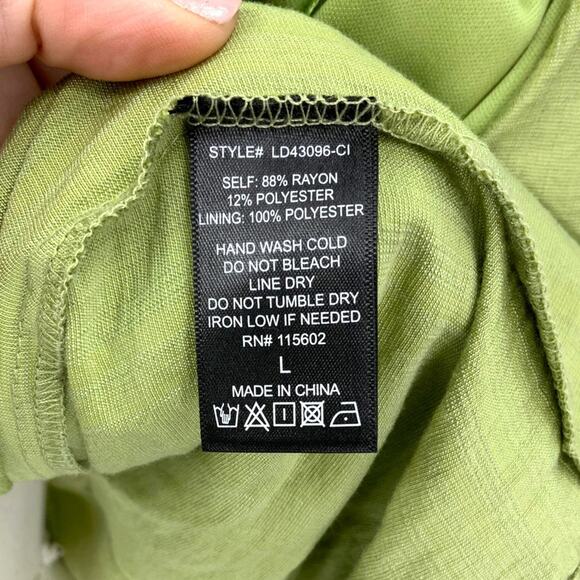 STYLE# LD43096-CI
SELF: 88% RAYON
12% POLYESTER
LINING: 100% POLYESTER
HAND WASH COLD
DO NOT BLEACH
LINE DRY
DO NOT TUMBLE DRY
IRON LOW IF NEEDED
RN# 115602
L
MADE IN CHINA